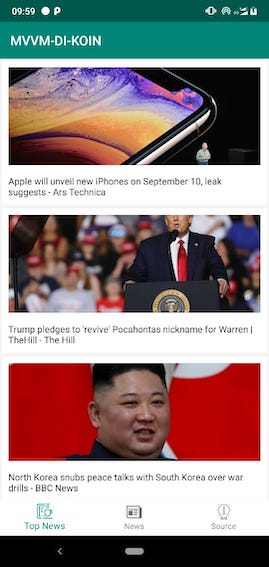 09:59 P
MVVM-DI-KOIN
Apple will unveil new iPhones on September 10, leak
suggests - Ars Technica
Trump pledges to 'revive' Pocahontas nickname for Warren |
TheHill - The Hill
North Korea snubs peace talks with South Korea over war
drills - BBC News
Top News
News
Source